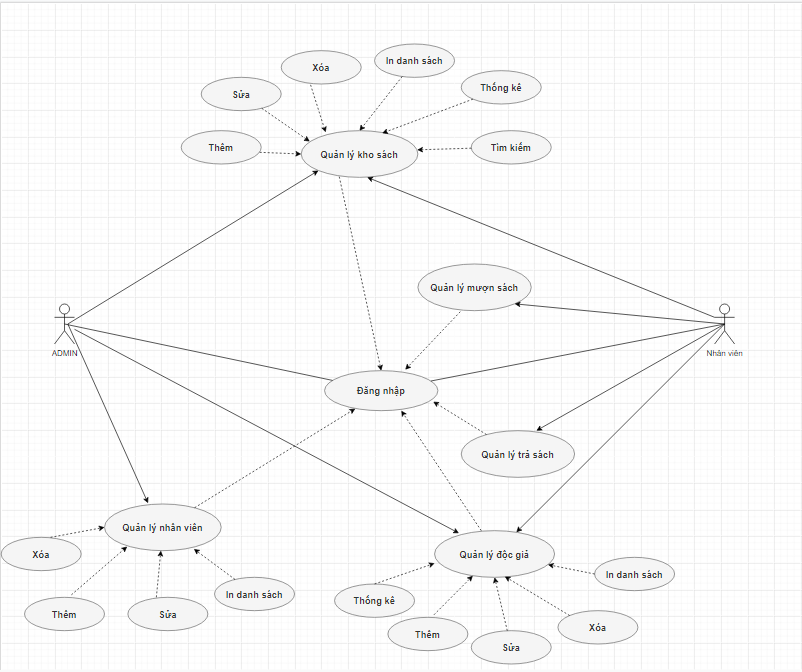 In danh sách
Xóa
Thống kê
Sửa
Thêm
Quản lý kho sách
Tìm kiếm
Quản lý mượn sách
ADMIN
Nhân viên
Đăng nhập
Quản lý trả sách
Quản lý nhân viên
Quản lý độc giả
Xóa
In danh sách
In danh sách
Thống kê
Thêm
Sửa
Thêm
Xóa
Sửa